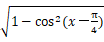 √(1 − cos²(x − π/4))